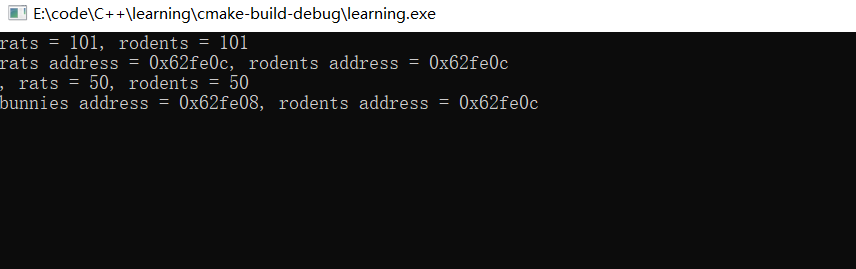 E:\code\C++\learning\cmake-build-debug\learning.exe
rats = 101, rodents = 101
rats address = 0x62fe0c, rodents address = 0x62fe0c
, rats = 50, rodents = 50
bunnies address = 0x62fe08, rodents address = 0x62fe0c